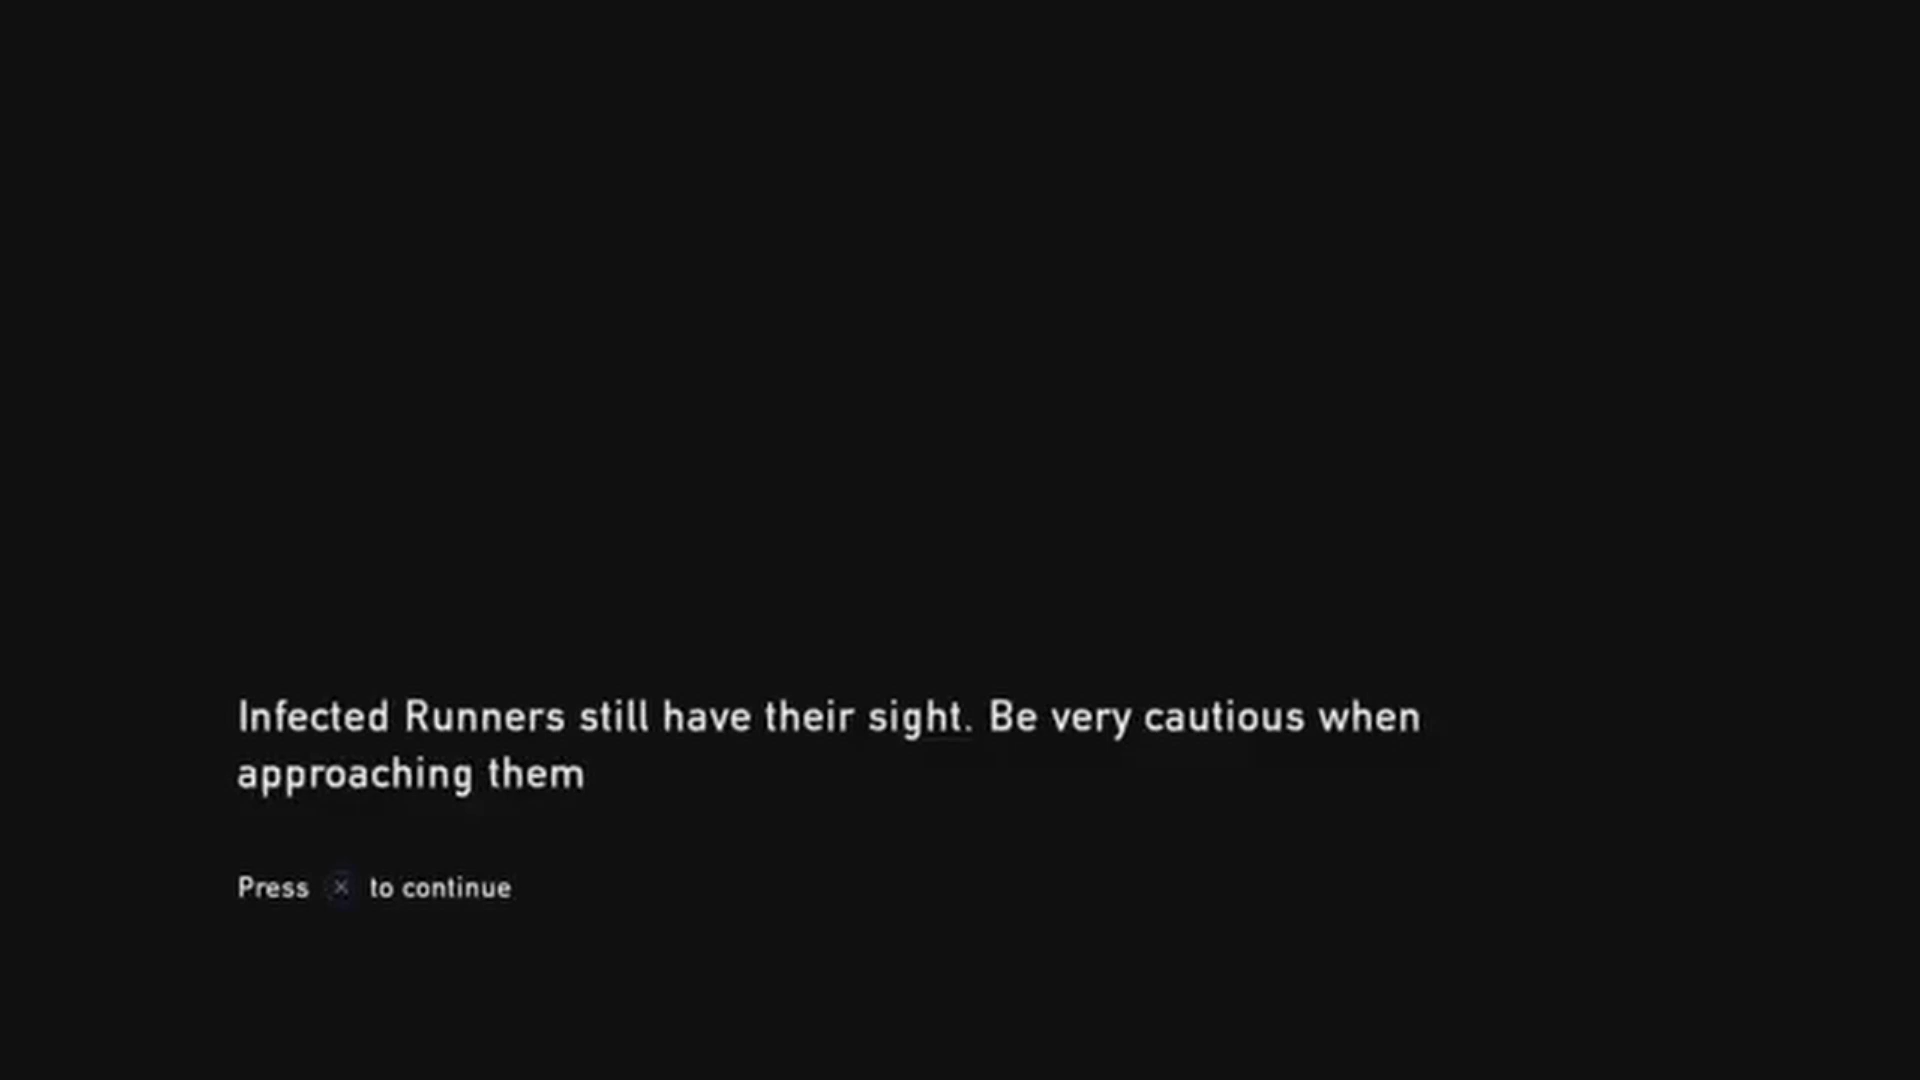 Infected Runners still have their sight. Be very cautious when
approaching them
Press ⓧ to continue